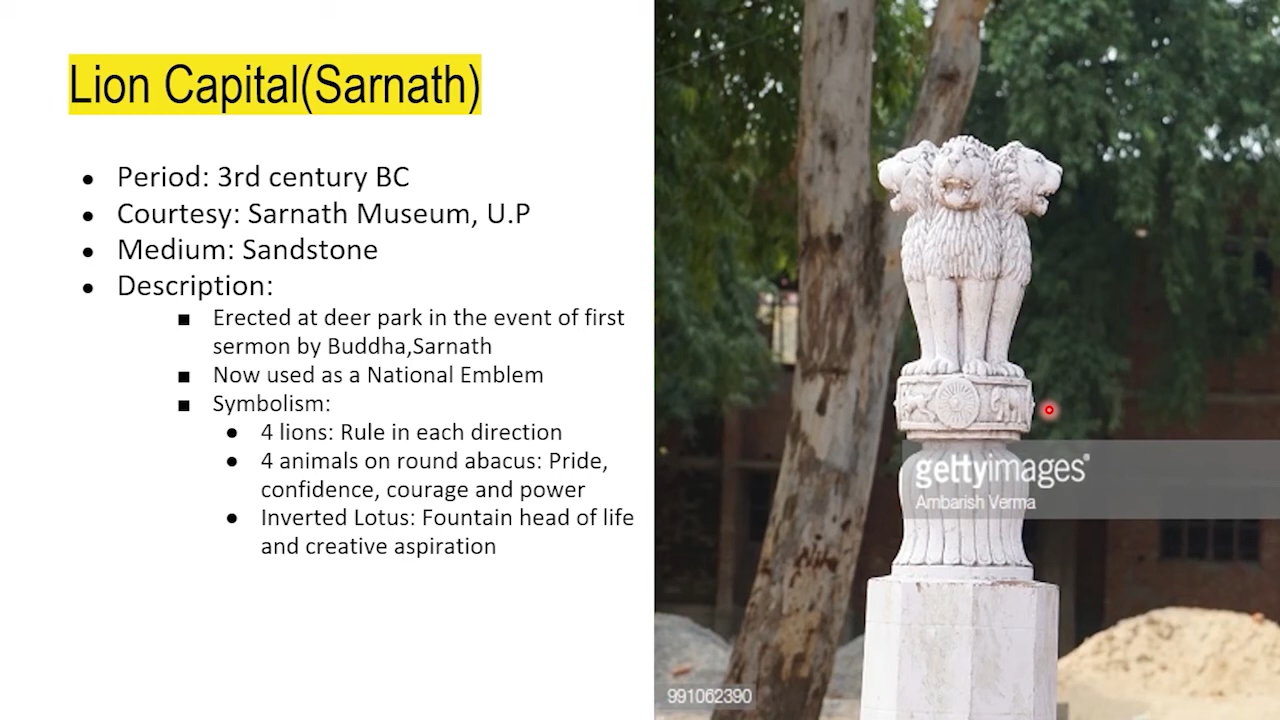 Lion Capital(Sarnath)
● Period: 3rd century BC
● Courtesy: Sarnath Museum, U.P
● Medium: Sandstone
● Description:
■ Erected at deer park in the event of first
sermon by Buddha,Sarnath
■ Now used as a National Emblem
■ Symbolism:
● 4 lions: Rule in each direction
● 4 animals on round abacus: Pride,
confidence, courage and power
● Inverted Lotus: Fountain head of life
and creative aspiration
gettyimages®
Ambarish Verma
991062390